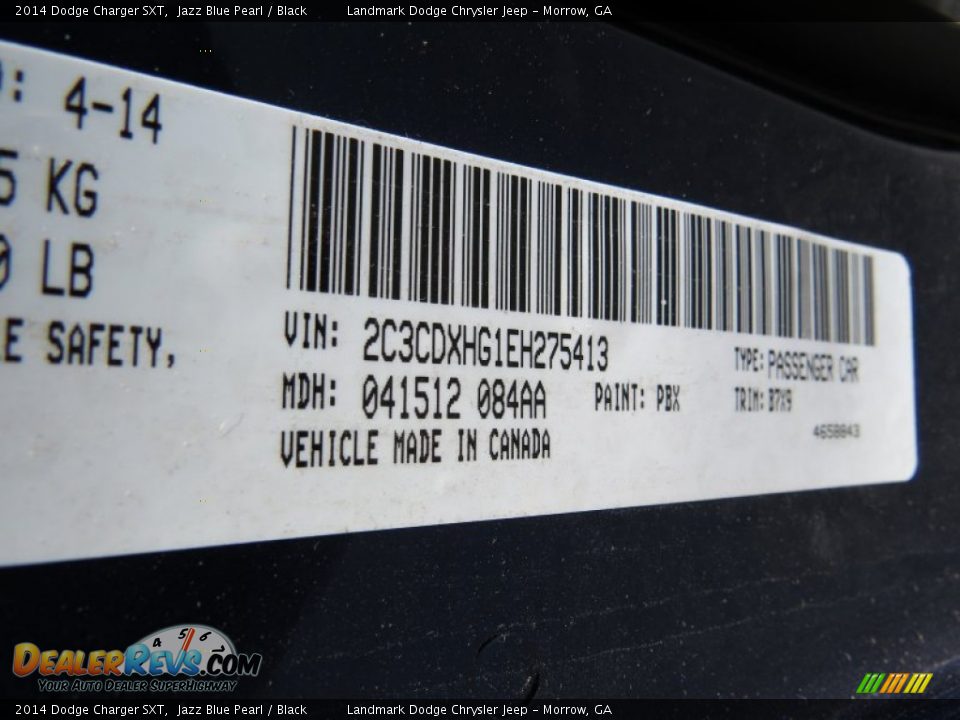 2014 Dodge Charger SXT, Jazz Blue Pearl / Black Landmark Dodge Chrysler Jeep - Morrow, GA
: 4-14
5 KG
0 LB
E SAFETY,
VIN: 2C3CDXHG1EH275413
TYPE: PASSENGER CAR
MDH: 041512 084AA PAINT: PBX TRIM: B7X9
VEHICLE MADE IN CANADA
4658843
4 5 6
DEALERREVS.COM
YOUR AUTO DEALER SUPERHIGHWAY
2014 Dodge Charger SXT, Jazz Blue Pearl / Black Landmark Dodge Chrysler Jeep - Morrow, GA